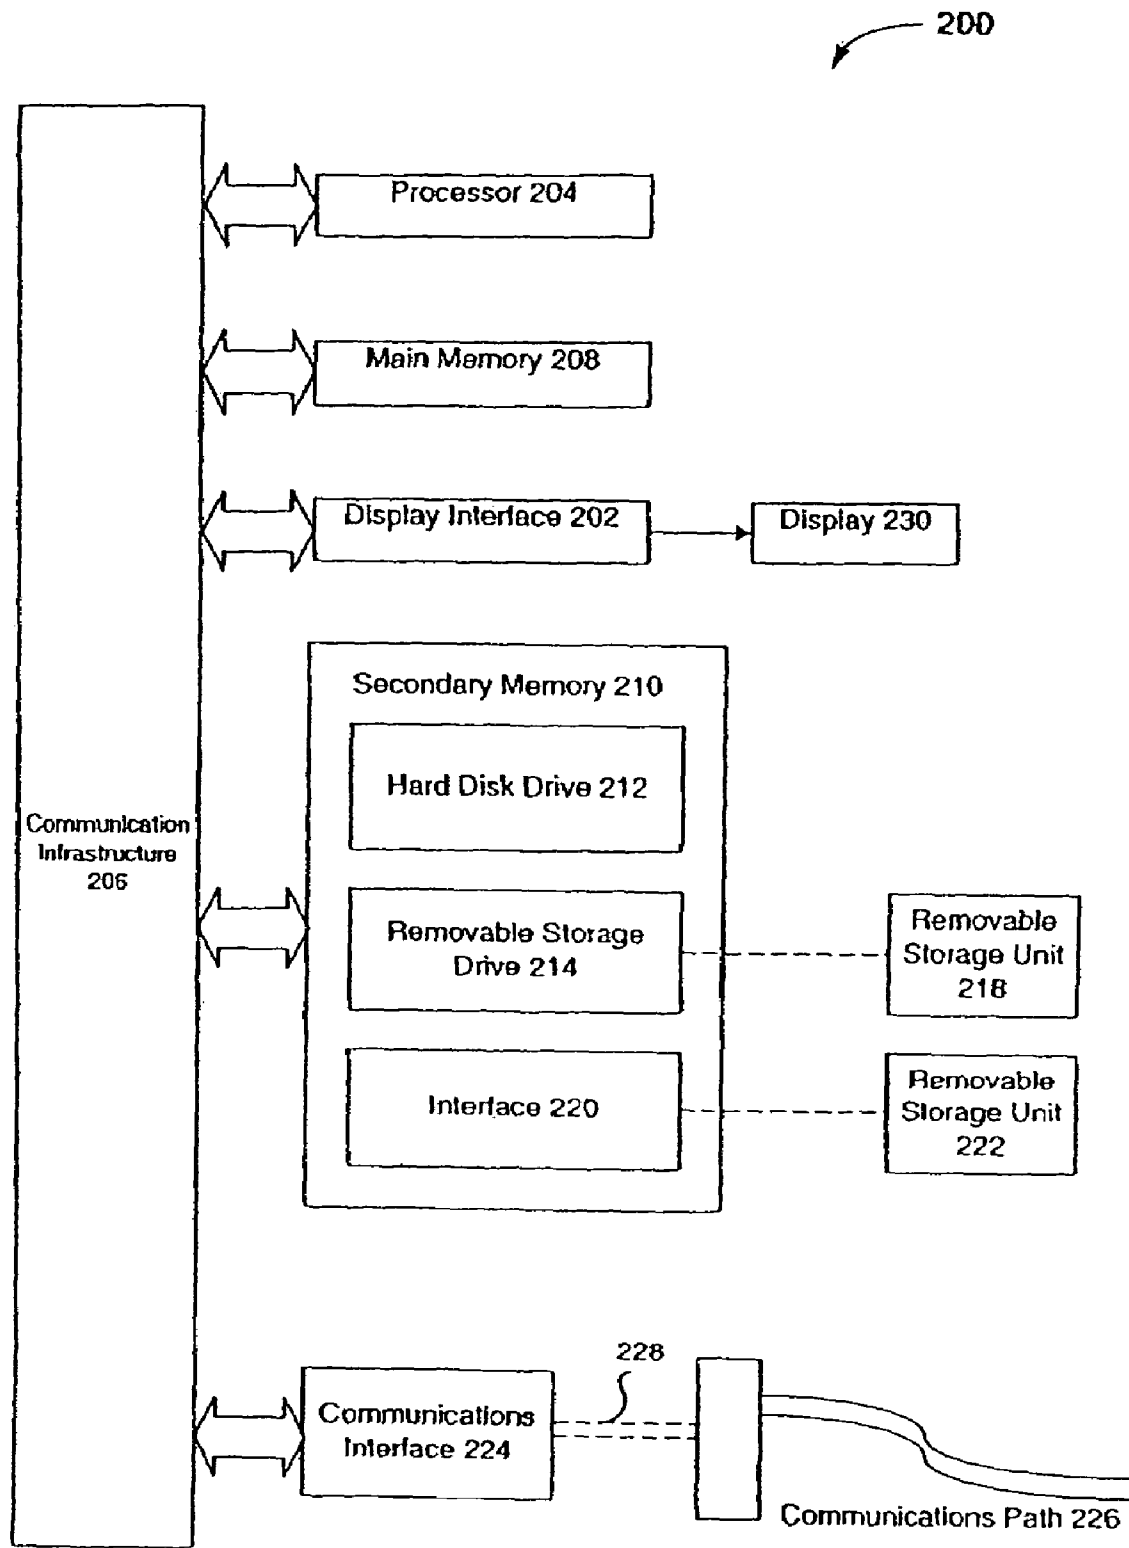 200
Processor 204
Main Memory 208
Display Interface 202
Display 230
Secondary Memory 210
Hard Disk Drive 212
Communication
Infrastructure
206
Removable Storage
Drive 214
Removable
Storage Unit
218
Interface 220
Removable
Storage Unit
222
228
Communications
Interface 224
Communications Path 226